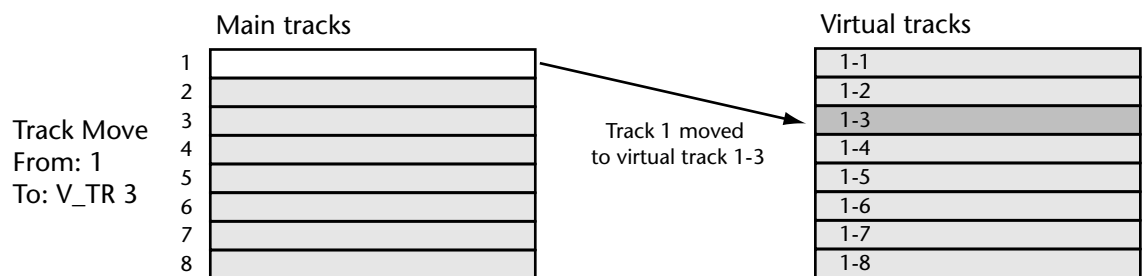 Main tracks
Virtual tracks
1
2
3
4
5
6
7
8
Track Move
From: 1
To: V_TR 3
Track 1 moved
to virtual track 1-3
1-1
1-2
1-3
1-4
1-5
1-6
1-7
1-8